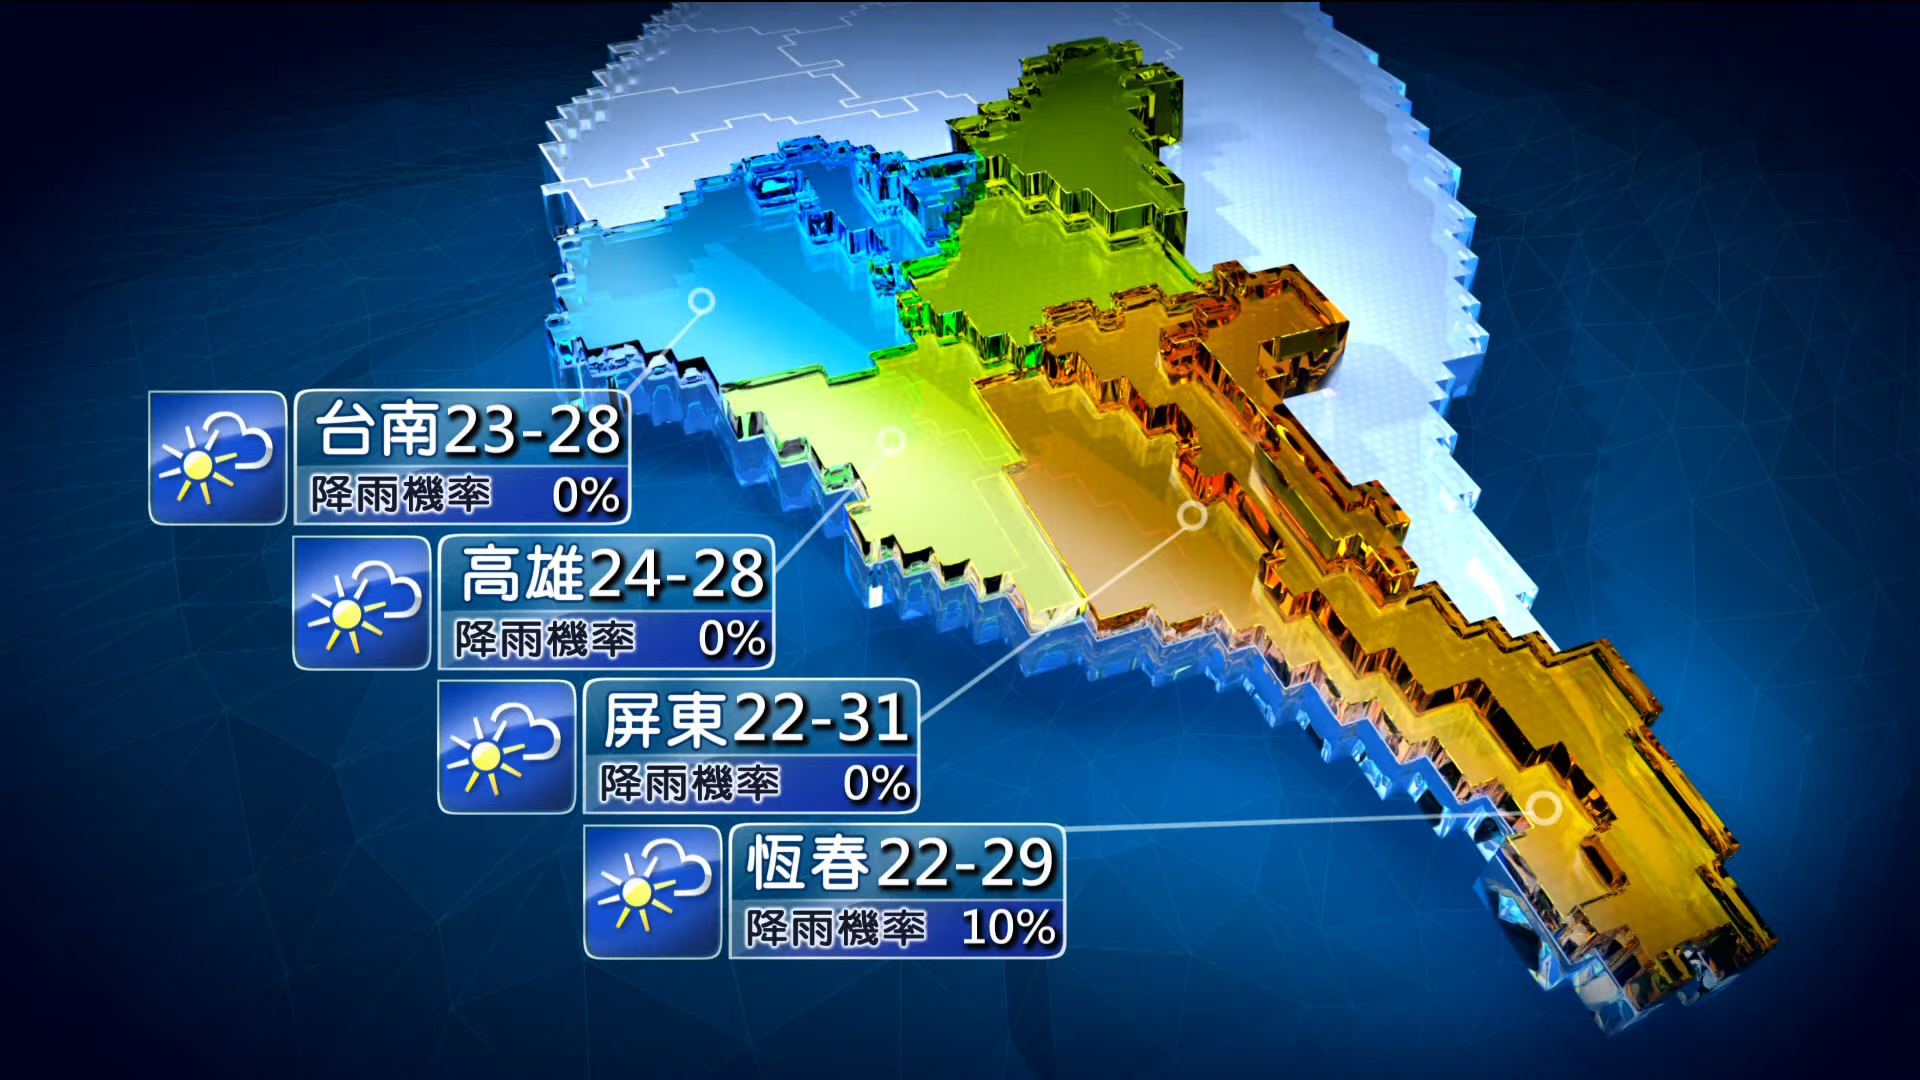 台南23-28
降雨機率 0%
高雄24-28
降雨機率 0%
屏東22-31
降雨機率 0%
恆春22-29
降雨機率 10%